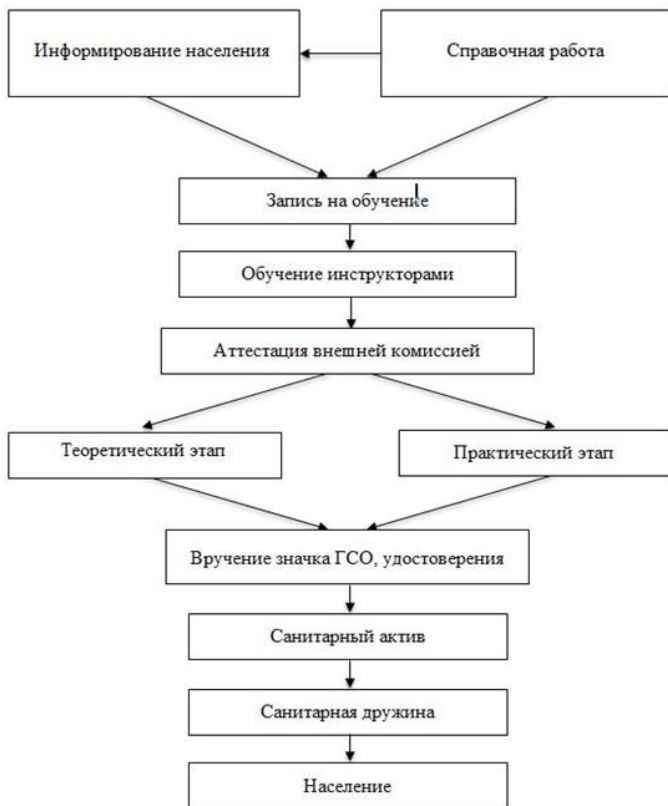 Информирование населения
Справочная работа
Запись на обучение
Обучение инструкторами
Аттестация внешней комиссией
Теоретический этап
Практический этап
Вручение значка ГСО, удостоверения
Санитарный актив
Санитарная дружина
Население